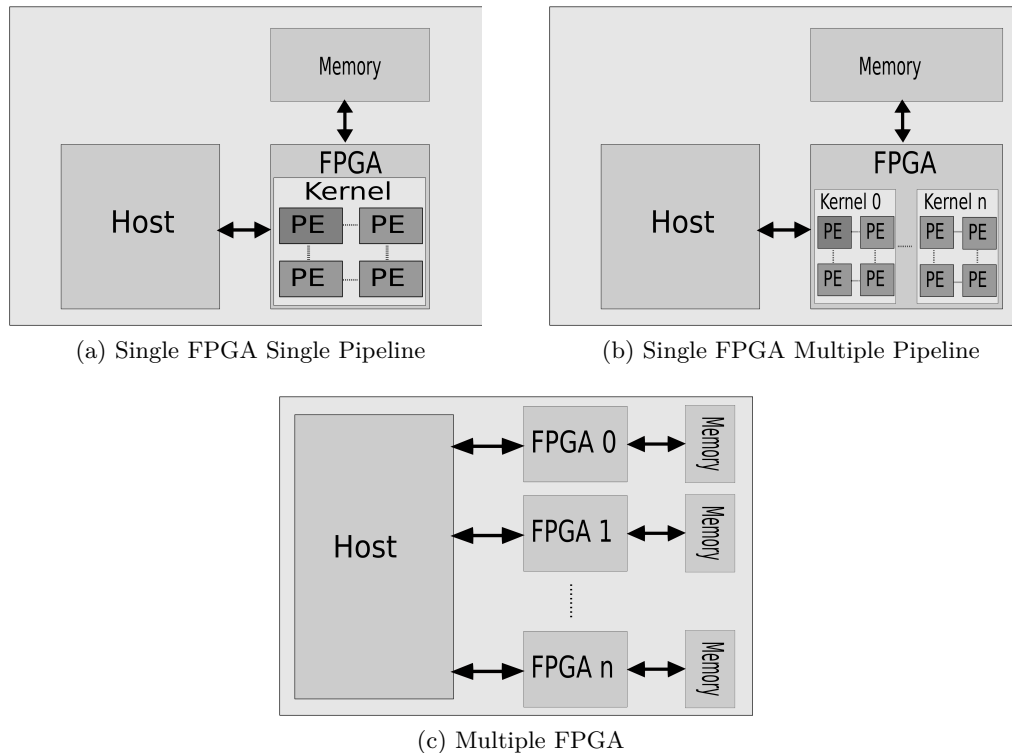 Memory
FPGA
Kernel
Host
PE PE
PE PE
(a) Single FPGA Single Pipeline
Memory
FPGA
Kernel 0 Kernel n
Host
PE PE PE PE
PE PE PE PE
(b) Single FPGA Multiple Pipeline
Host
FPGA 0 Memory
FPGA 1 Memory
FPGA n Memory
(c) Multiple FPGA